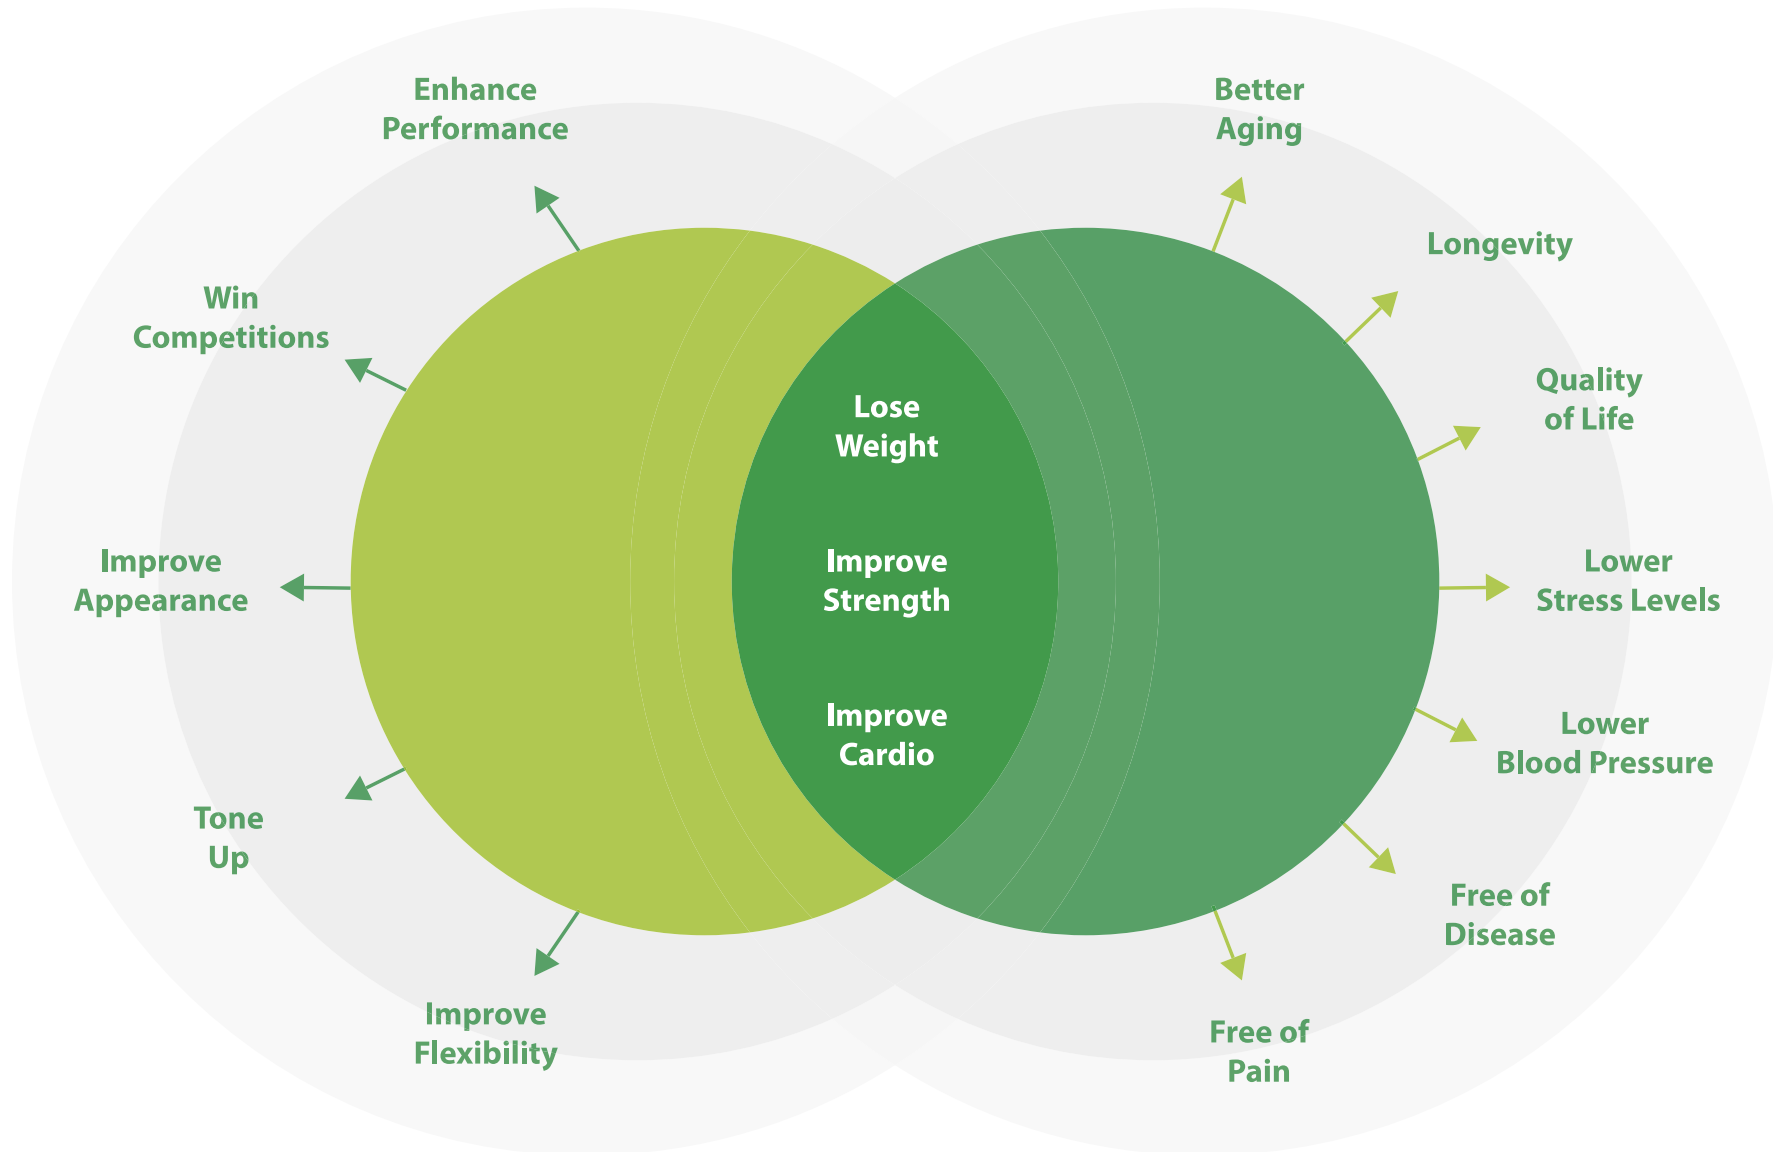 Enhance
Performance
Win
Competitions
Improve
Appearance
Tone
Up
Improve
Flexibility
Lose
Weight
Improve
Strength
Improve
Cardio
Better
Aging
Longevity
Quality
of Life
Lower
Stress Levels
Lower
Blood Pressure
Free of
Disease
Free of
Pain